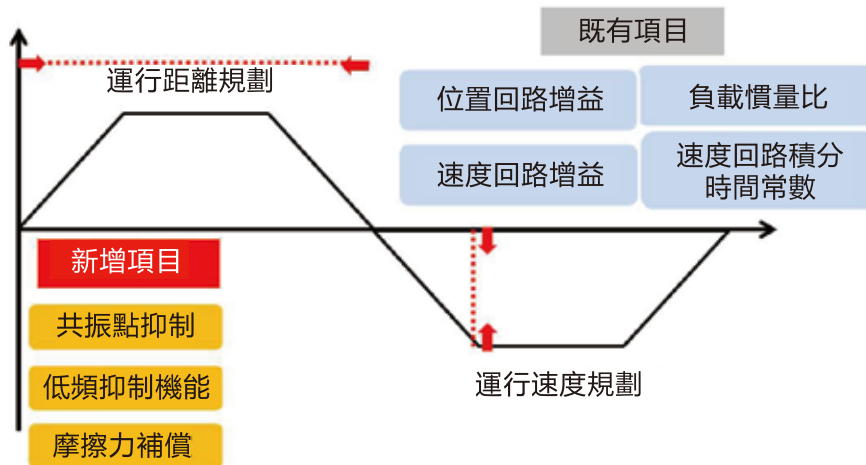 既有項目
運行距離規劃
位置回路增益
負載慣量比
速度回路增益
速度回路積分
時間常數
新增項目
共振點抑制
低頻抑制機能
摩擦力補償
運行速度規劃